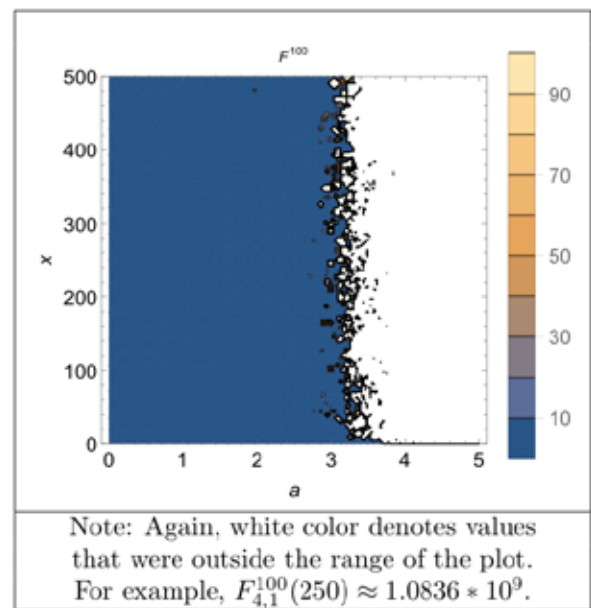 F^100
500
400
300
200
100
0
x
0 1 2 3 4 5
a
90
70
50
30
10
Note: Again, white color denotes values
that were outside the range of the plot.
For example, F^100_4,1(250) ≈ 1.0836 * 10^9.